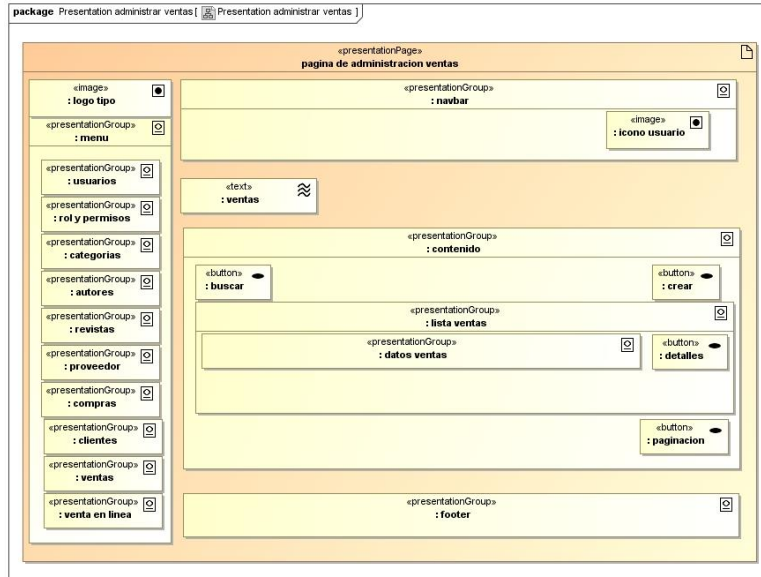 package Presentation administrar ventas [ Presentation administrar ventas ]
«presentationPage»
pagina de administracion ventas
«image»
: logo tipo
«presentationGroup»
: menu
«presentationGroup»
: usuarios
«presentationGroup»
: rol y permisos
«presentationGroup»
: categorias
«presentationGroup»
: autores
«presentationGroup»
: revistas
«presentationGroup»
: proveedor
«presentationGroup»
: compras
«presentationGroup»
: clientes
«presentationGroup»
: ventas
«presentationGroup»
: venta en linea
«presentationGroup»
: navbar
«image»
: icono usuario
«text»
: ventas
«presentationGroup»
: contenido
«button»
: buscar
«button»
: crear
«presentationGroup»
: lista ventas
«presentationGroup»
: datos ventas
«button»
: detalles
«button»
: paginacion
«presentationGroup»
: footer